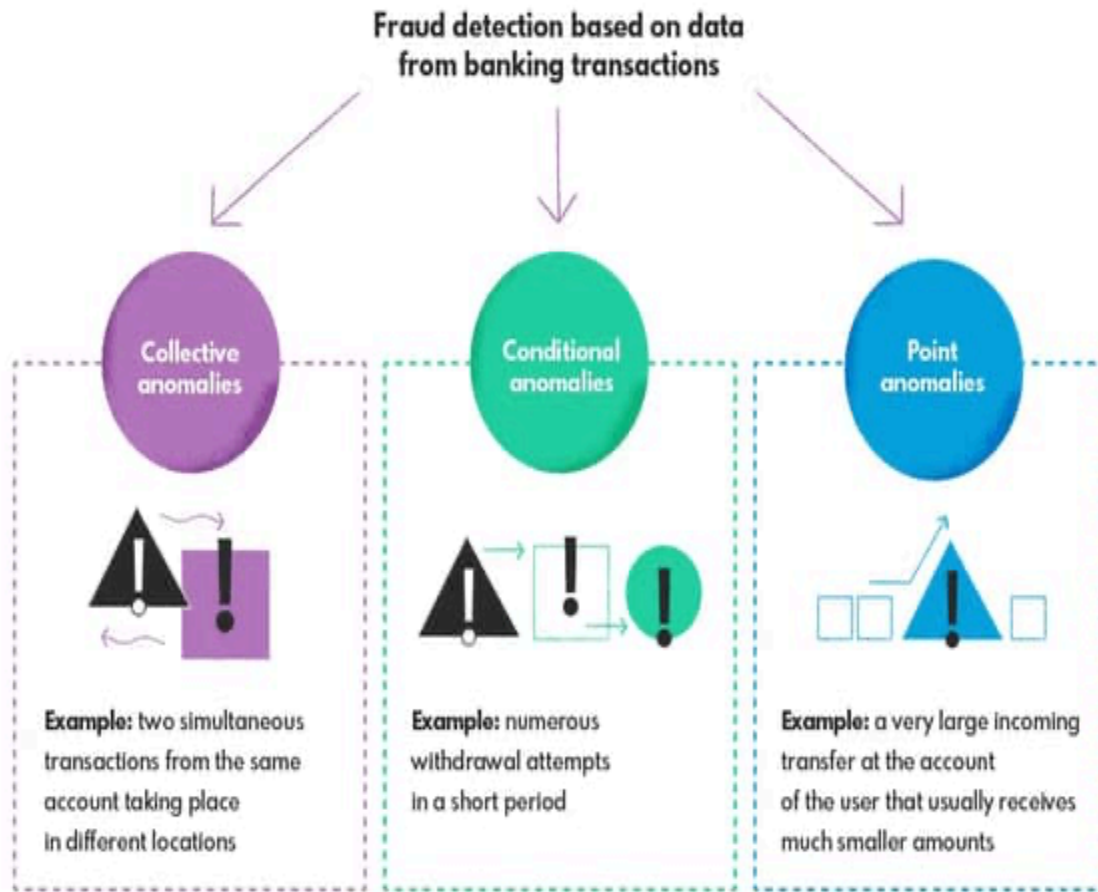 Fraud detection based on data
from banking transactions
Collective
anomalies
Conditional
anomalies
Point
anomalies
Example: two simultaneous
transactions from the same
account taking place
in different locations
Example: numerous
withdrawal attempts
in a short period
Example: a very large incoming
transfer at the account
of the user that usually receives
much smaller amounts